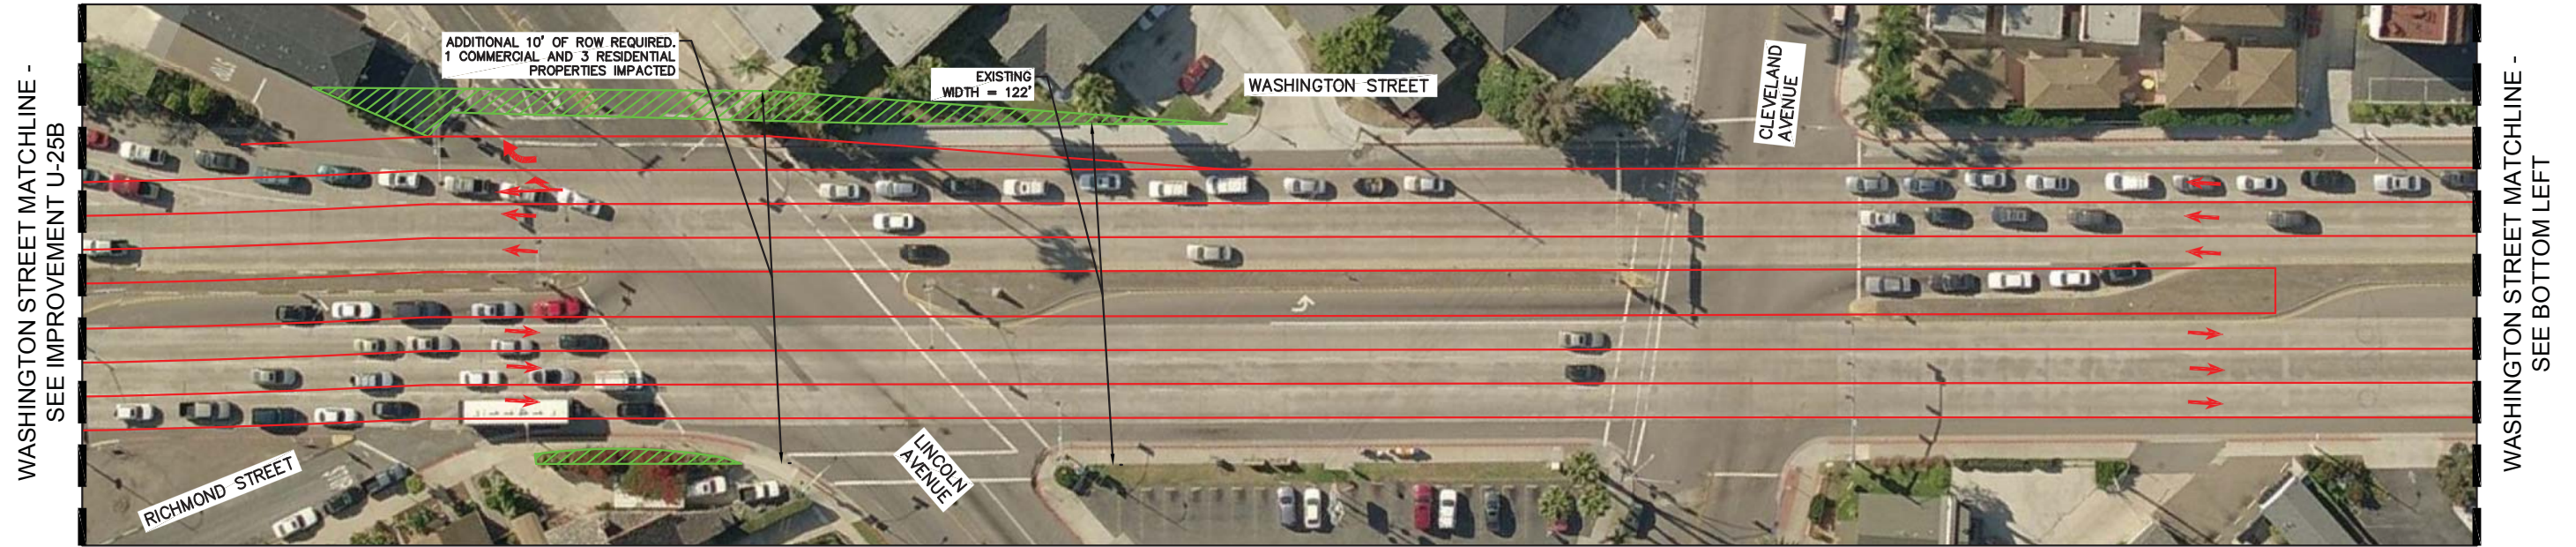 WASHINGTON STREET MATCHLINE -
SEE IMPROVEMENT U-25B
ADDITIONAL 10' OF ROW REQUIRED.
1 COMMERCIAL AND 3 RESIDENTIAL
PROPERTIES IMPACTED
EXISTING
WIDTH = 122'
WASHINGTON STREET
CLEVELAND
AVENUE
RICHMOND STREET
LINCOLN
AVENUE
WASHINGTON STREET MATCHLINE -
SEE BOTTOM LEFT